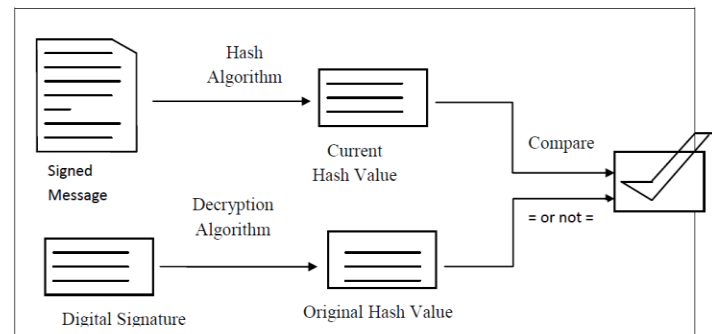 Hash
Algorithm
Signed
Message
Current
Hash Value
Compare
Decryption
Algorithm
= or not =
Digital Signature
Original Hash Value